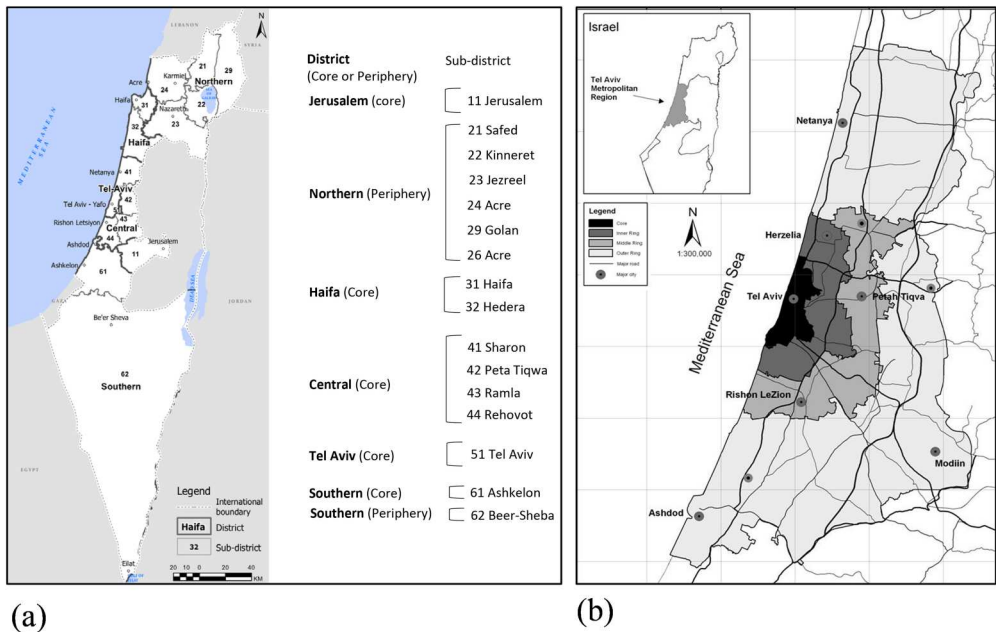 LEBANON
SYRIA
N
21
29
Karmiel
Northern
Acre
24
Haifa
31
22
Nazareth
23
32
Haifa
MEDITERRANEAN
SEA
Netanya
41
Tel-Aviv
42
Tel Aviv - Yafo
51
43
Rishon Letsiyon
Central
44
Jerusalem
Ashdod
11
Ashkelon
61
GAZA
DEAD SEA
JORDAN
Be'er Sheva
62
Southern
EGYPT
Eilat
Legend
International
boundary
Haifa District
32 Sub-district
20 10 0 20 40
KM
District
(Core or Periphery)
Sub-district
Jerusalem (core)
11 Jerusalem
Northern (Periphery)
21 Safed
22 Kinneret
23 Jezreel
24 Acre
29 Golan
26 Acre
Haifa (Core)
31 Haifa
32 Hedera
Central (Core)
41 Sharon
42 Peta Tiqwa
43 Ramla
44 Rehovot
Tel Aviv (Core)
51 Tel Aviv
Southern (Core)
61 Ashkelon
Southern (Periphery)
62 Beer-Sheba
(a)
Israel
Tel Aviv
Metropolitan
Region
Legend
Core
Inner Ring
Middle Ring
Outer Ring
Major road
Major city
N
1:300,000
Mediterranean Sea
Netanya
Herzelia
Tel Aviv
Petah Tiqva
Rishon LeZion
Modiin
Ashdod
(b)